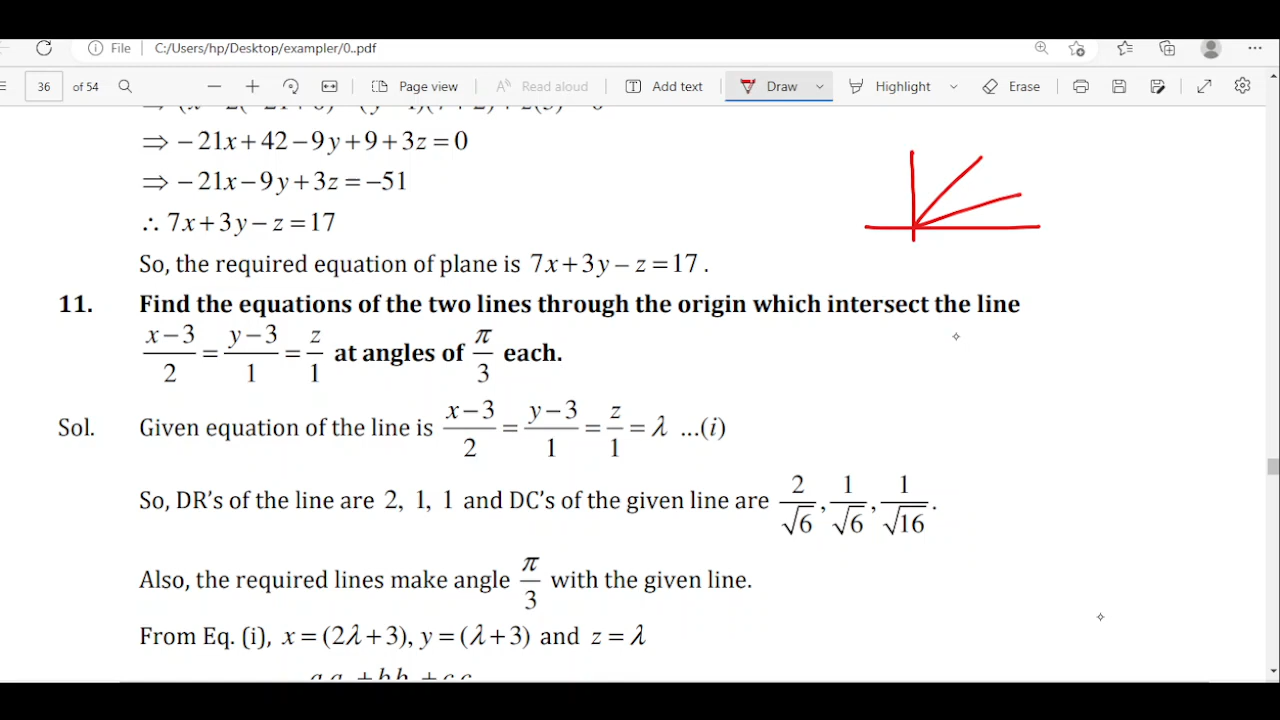 File C:/Users/hp/Desktop/exampler/0..pdf
36 of 54 Page view Read aloud Add text Draw Highlight Erase
⇒ −21x+42−9y+9+3z=0
⇒ −21x−9y+3z=−51
∴ 7x+3y−z=17
So, the required equation of plane is 7x+3y−z=17.
11. Find the equations of the two lines through the origin which intersect the line
(x−3)/2 = (y−3)/1 = z/1 at angles of π/3 each.
Sol. Given equation of the line is (x−3)/2 = (y−3)/1 = z/1 = λ ...(i)
So, DR's of the line are 2, 1, 1 and DC's of the given line are 2/√6, 1/√6, 1/√16.
Also, the required lines make angle π/3 with the given line.
From Eq. (i), x=(2λ+3), y=(λ+3) and z=λ